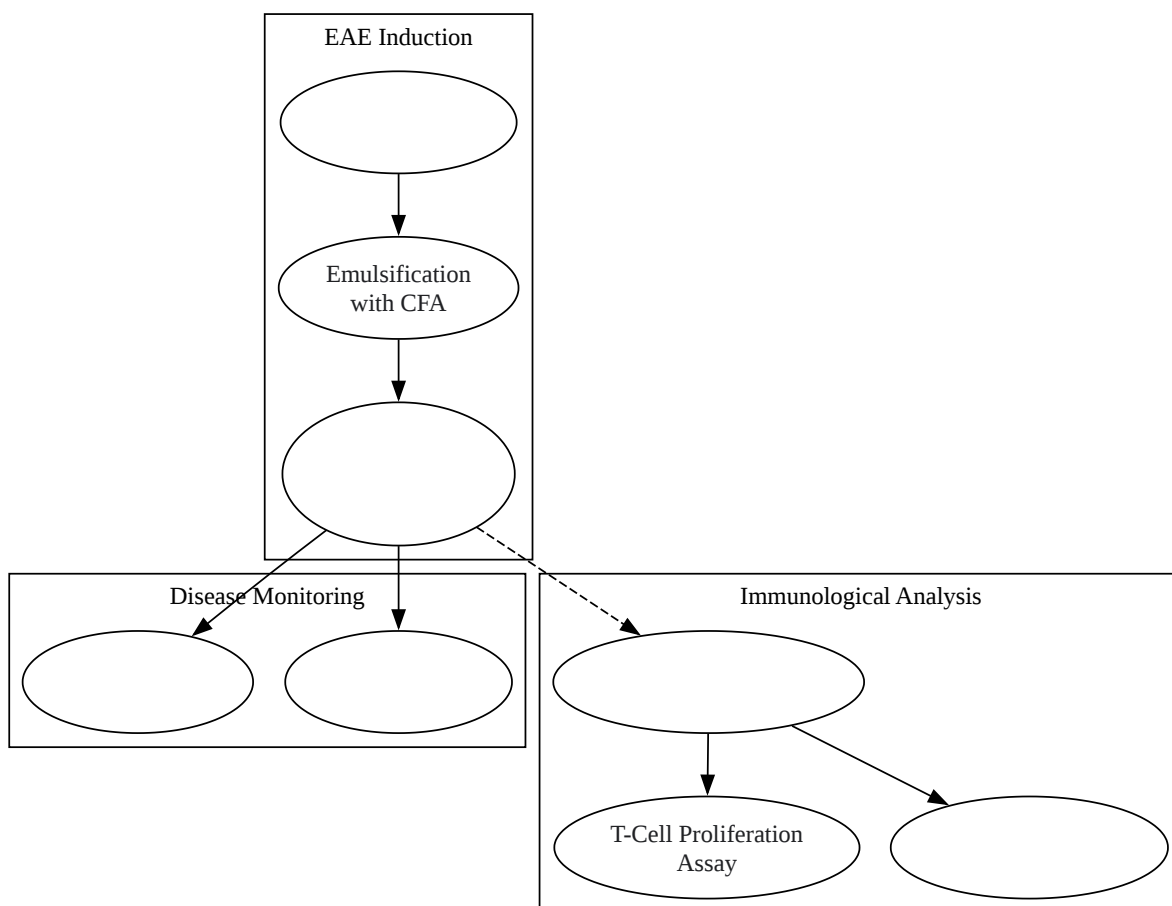 EAE Induction
Emulsification
with CFA
Disease Monitoring
Immunological Analysis
T-Cell Proliferation
Assay